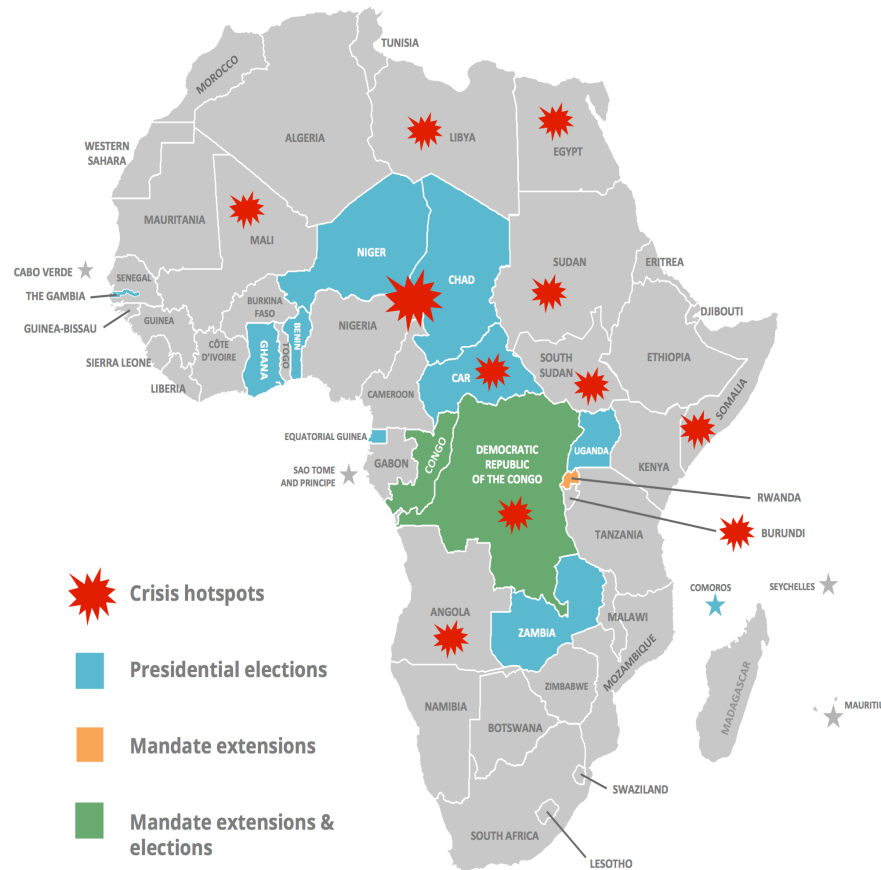 TUNISIA
MOROCCO
ALGERIA
LIBYA
EGYPT
WESTERN
SAHARA
MAURITANIA
MALI
NIGER
CHAD
SUDAN
ERITREA
CABO VERDE
SENEGAL
THE GAMBIA
GUINEA-BISSAU
GUINEA
BURKINA
FASO
NIGERIA
DJIBOUTI
SIERRA LEONE
CÔTE
D'IVOIRE
GHANA
TOGO
BENIN
SOUTH
SUDAN
ETHIOPIA
SOMALIA
LIBERIA
CAMEROON
CAR
EQUATORIAL GUINEA
GABON
CONGO
DEMOCRATIC
REPUBLIC
OF THE CONGO
UGANDA
KENYA
SAO TOME
AND PRINCIPE
RWANDA
BURUNDI
TANZANIA
COMOROS
SEYCHELLES
ANGOLA
ZAMBIA
MALAWI
MOZAMBIQUE
MADAGASCAR
MAURITI
NAMIBIA
ZIMBABWE
BOTSWANA
SWAZILAND
SOUTH AFRICA
LESOTHO
Crisis hotspots
Presidential elections
Mandate extensions
Mandate extensions &
elections